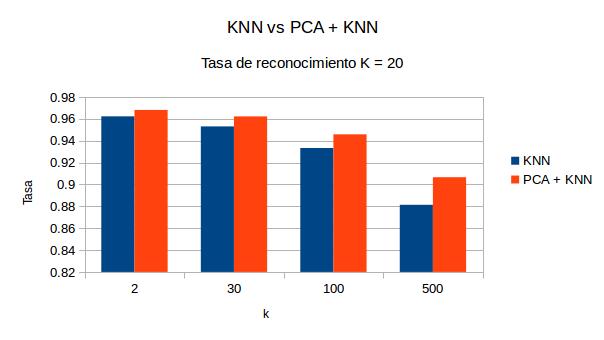 KNN vs PCA + KNN
Tasa de reconocimiento K = 20
0.98
0.96
0.94
0.92
0.9
0.88
0.86
0.84
0.82
Tasa
2 30 100 500
k
KNN
PCA + KNN